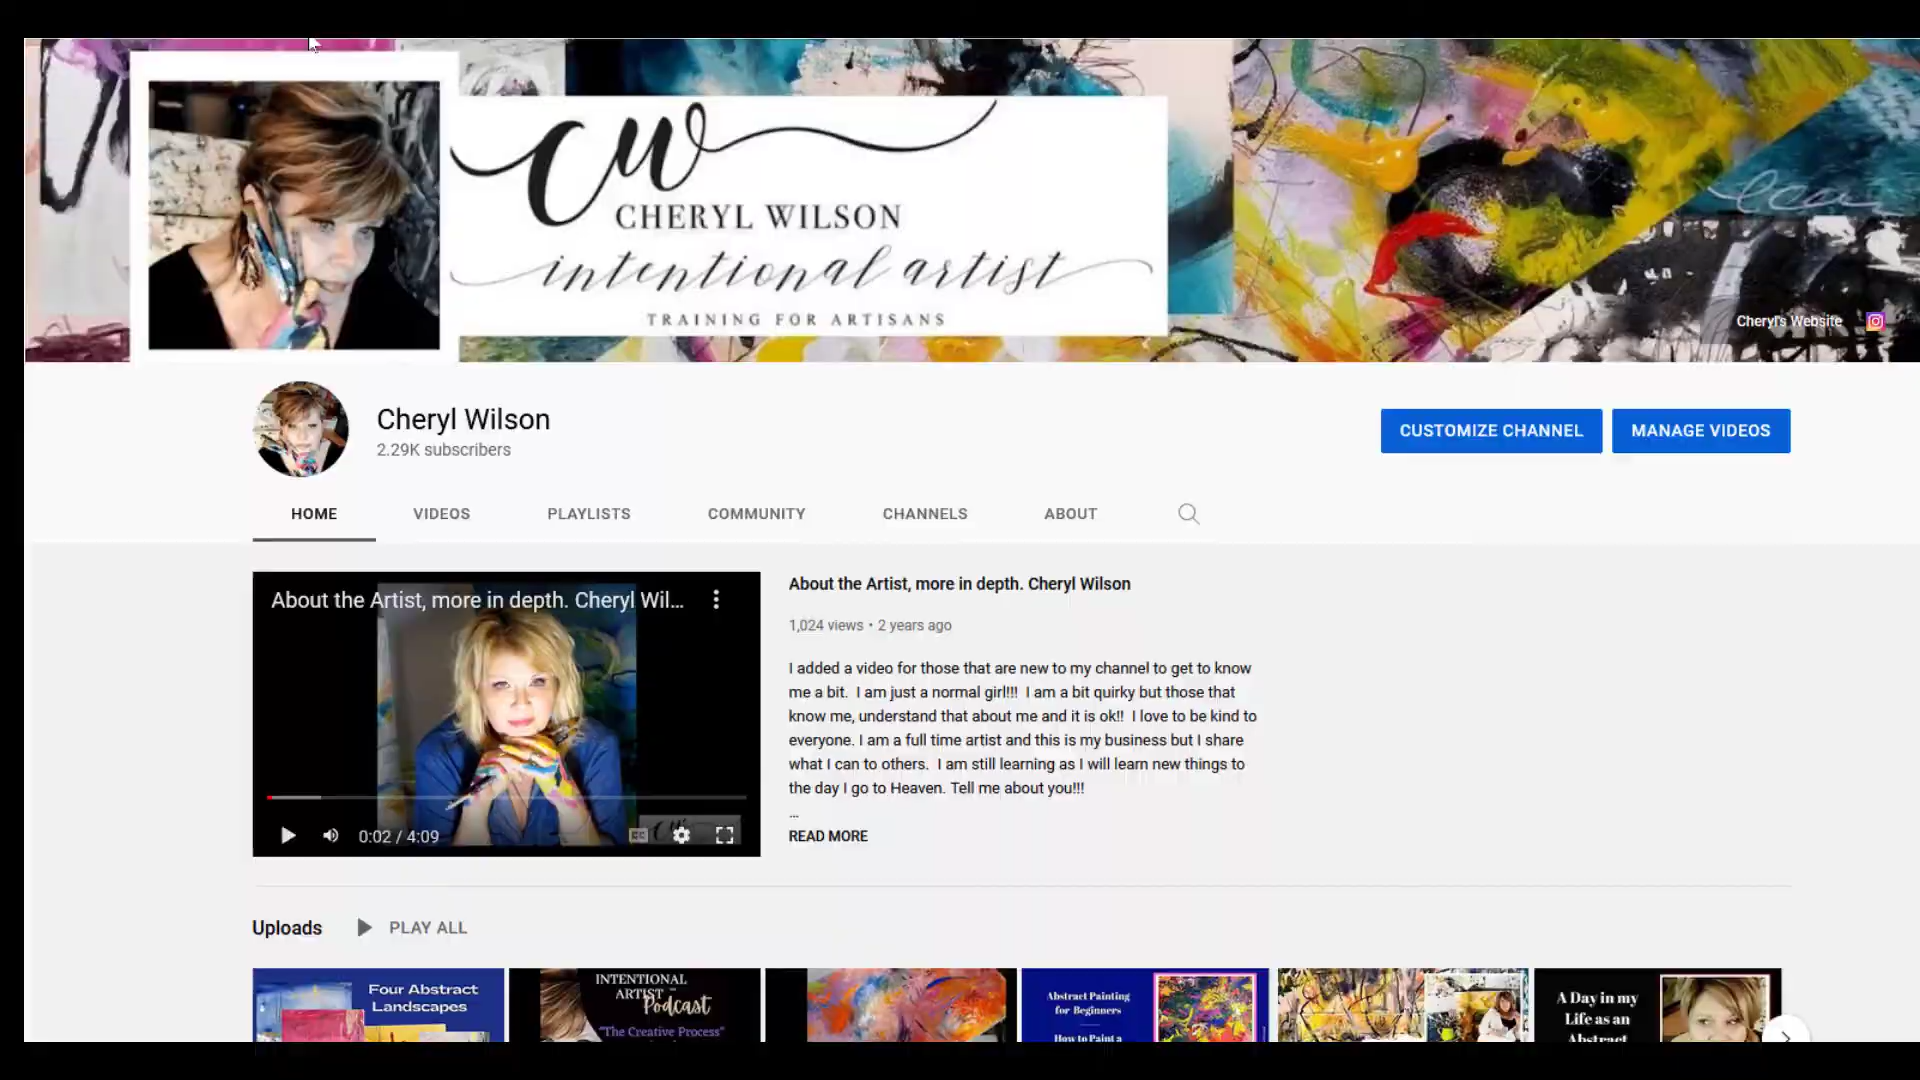 CW
CHERYL WILSON
intentional artist
TRAINING FOR ARTISANS
Cheryl's Website
Cheryl Wilson
2.29K subscribers
CUSTOMIZE CHANNEL
MANAGE VIDEOS
HOME
VIDEOS
PLAYLISTS
COMMUNITY
CHANNELS
ABOUT
About the Artist, more in depth. Cheryl Wil...
0:02 / 4:09
CC
About the Artist, more in depth. Cheryl Wilson
1,024 views • 2 years ago
I added a video for those that are new to my channel to get to know
me a bit. I am just a normal girl!!! I am a bit quirky but those that
know me, understand that about me and it is ok!! I love to be kind to
everyone. I am a full time artist and this is my business but I share
what I can to others. I am still learning as I will learn new things to
the day I go to Heaven. Tell me about you!!!
...
READ MORE
Uploads
PLAY ALL
Four Abstract
Landscapes
INTENTIONAL
ARTIST
Podcast
"The Creative Process"
Abstract Painting
for Beginners
How to Paint a
A Day in my
Life as an
Abstract